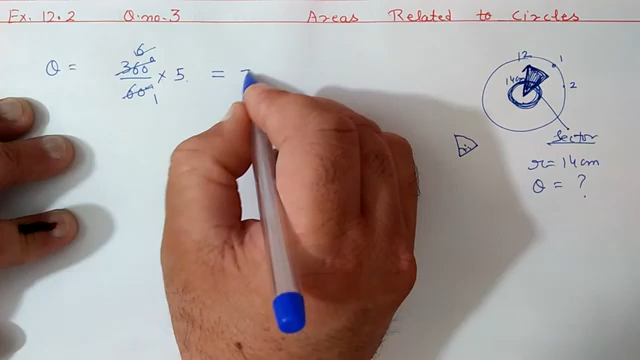 Ex. 12.2 Q.no.3 Areas Related to Circles
θ = 360/60 × 5 =
6
1
12
1
2
14cm
Sector
r = 14cm
θ = ?